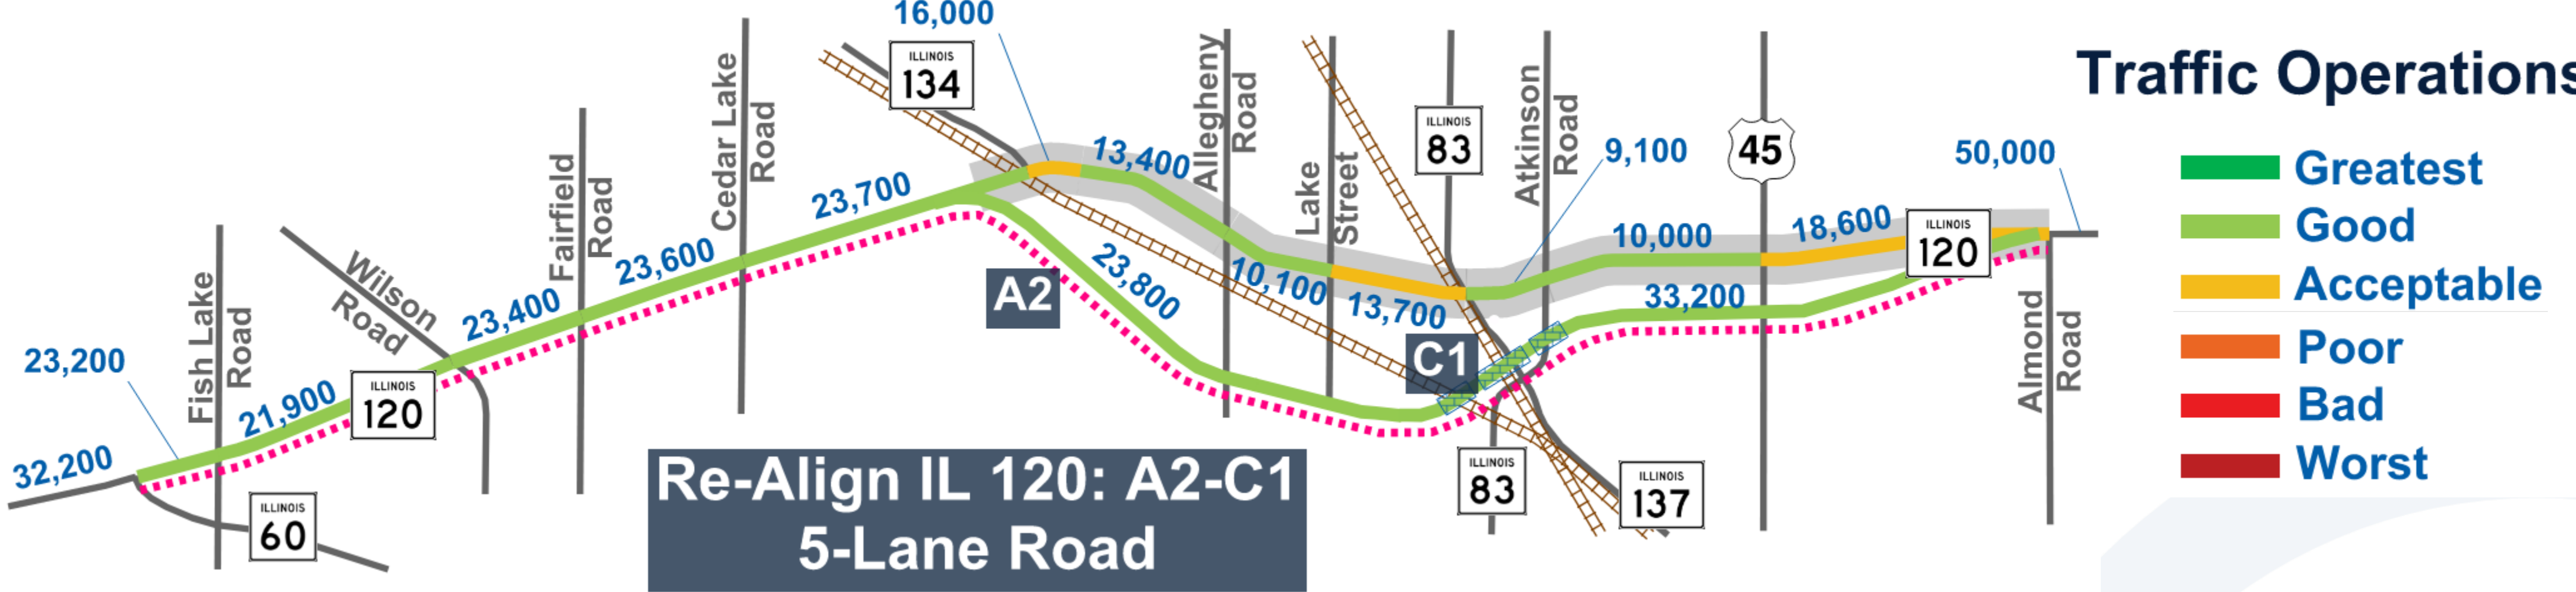 16,000
ILLINOIS
134
Cedar Lake
Road
Allegheny
Road
13,400
Lake
Street
ILLINOIS
83
Atkinson
Road
9,100
45
50,000
Traffic Operations
Greatest
Good
Acceptable
Poor
Bad
Worst
Fairfield
Road
23,700
23,600
Wilson
Road
23,400
Fish Lake
Road
23,200
21,900
ILLINOIS
120
32,200
ILLINOIS
60
A2
23,800
10,100
13,700
C1
10,000
18,600
ILLINOIS
120
33,200
Almond
Road
ILLINOIS
83
ILLINOIS
137
Re-Align IL 120: A2-C1
5-Lane Road